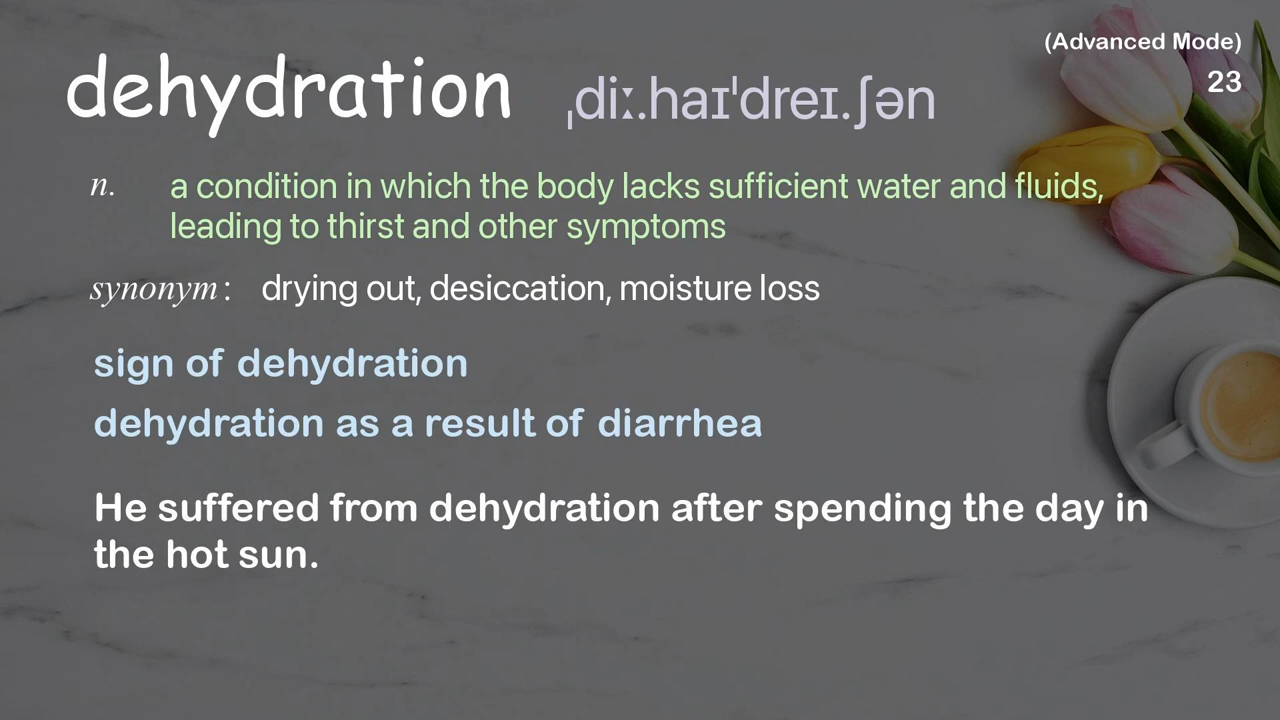 (Advanced Mode)
23
dehydration ˌdiː.haɪˈdreɪ.ʃən
n. a condition in which the body lacks sufficient water and fluids,
leading to thirst and other symptoms
synonym: drying out, desiccation, moisture loss
sign of dehydration
dehydration as a result of diarrhea
He suffered from dehydration after spending the day in
the hot sun.